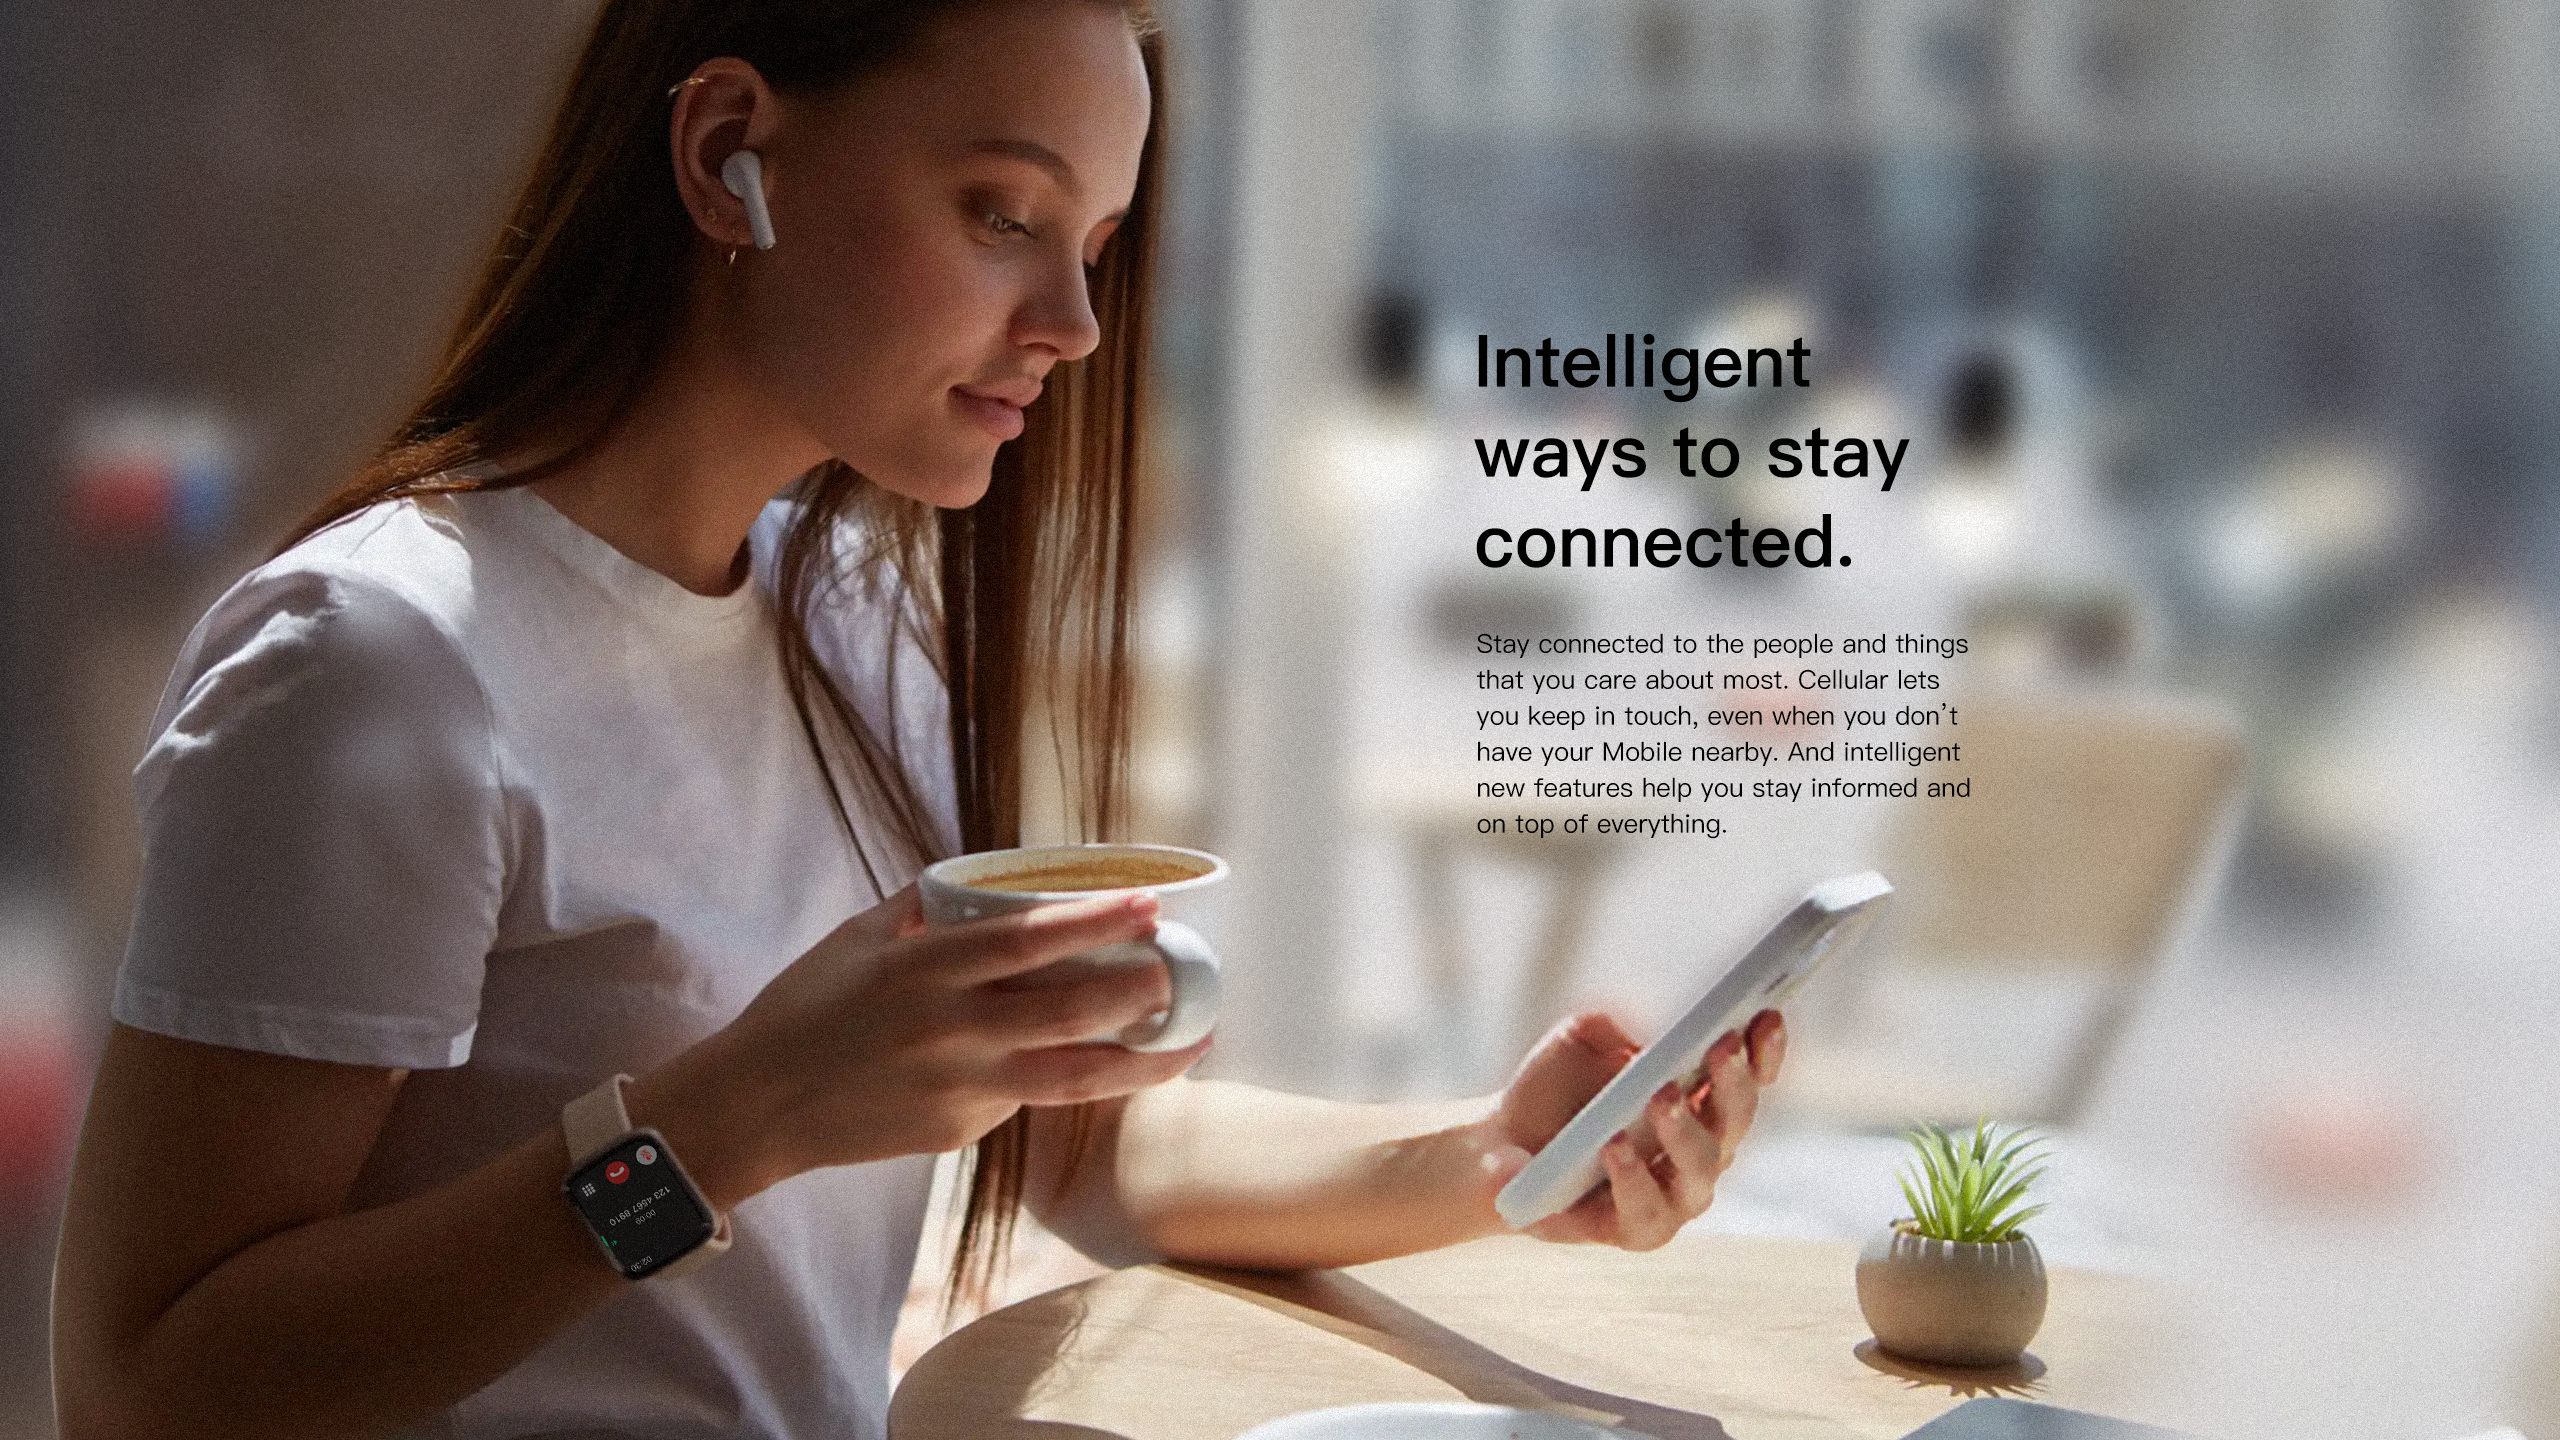 Intelligent
ways to stay
connected.
Stay connected to the people and things
that you care about most. Cellular lets
you keep in touch, even when you don’t
have your Mobile nearby. And intelligent
new features help you stay informed and
on top of everything.
02:30
00:09
123 4567 8910